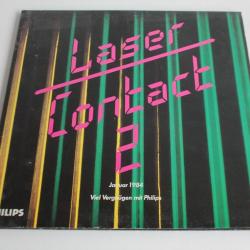 Laser
Contact
2
Januar 1984
Viel Vergnügen mit Philips
PHILIPS